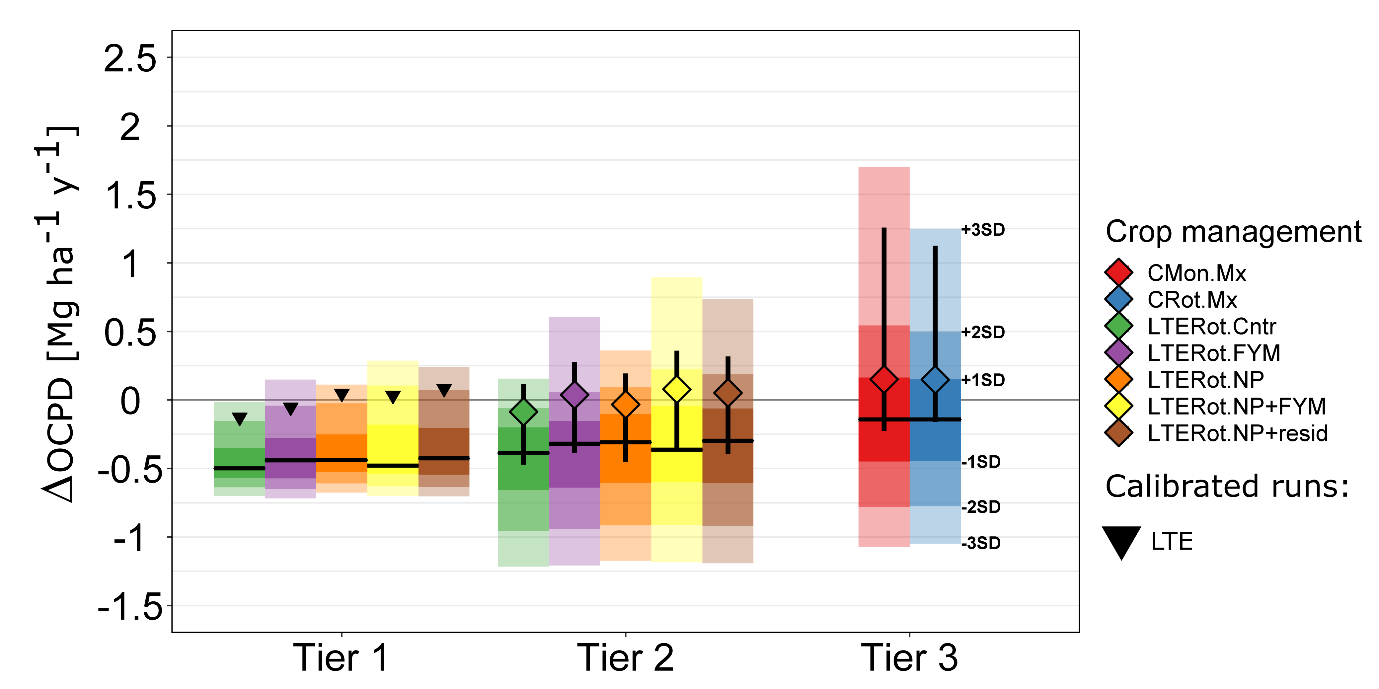 ΔOCPD [Mg ha-1 y-1]
2.5
2
1.5
1
0.5
0
-0.5
-1
-1.5
+3SD
+2SD
+1SD
-1SD
-2SD
-3SD
Tier 1
Tier 2
Tier 3
Crop management
CMon.Mx
CRot.Mx
LTERot.Cntr
LTERot.FYM
LTERot.NP
LTERot.NP+FYM
LTERot.NP+resid
Calibrated runs:
LTE